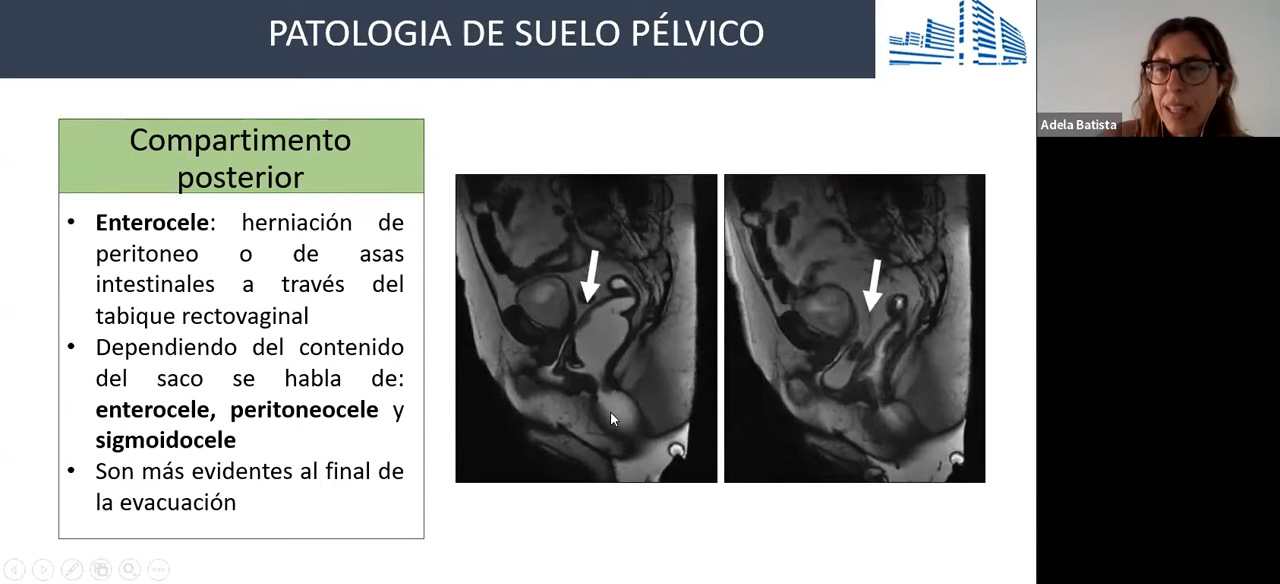 PATOLOGIA DE SUELO PÉLVICO
Adela Batista
Compartimento
posterior
• Enterocele: herniación de
peritoneo o de asas
intestinales a través del
tabique rectovaginal
• Dependiendo del contenido
del saco se habla de:
enterocele, peritoneocele y
sigmoidocele
• Son más evidentes al final de
la evacuación